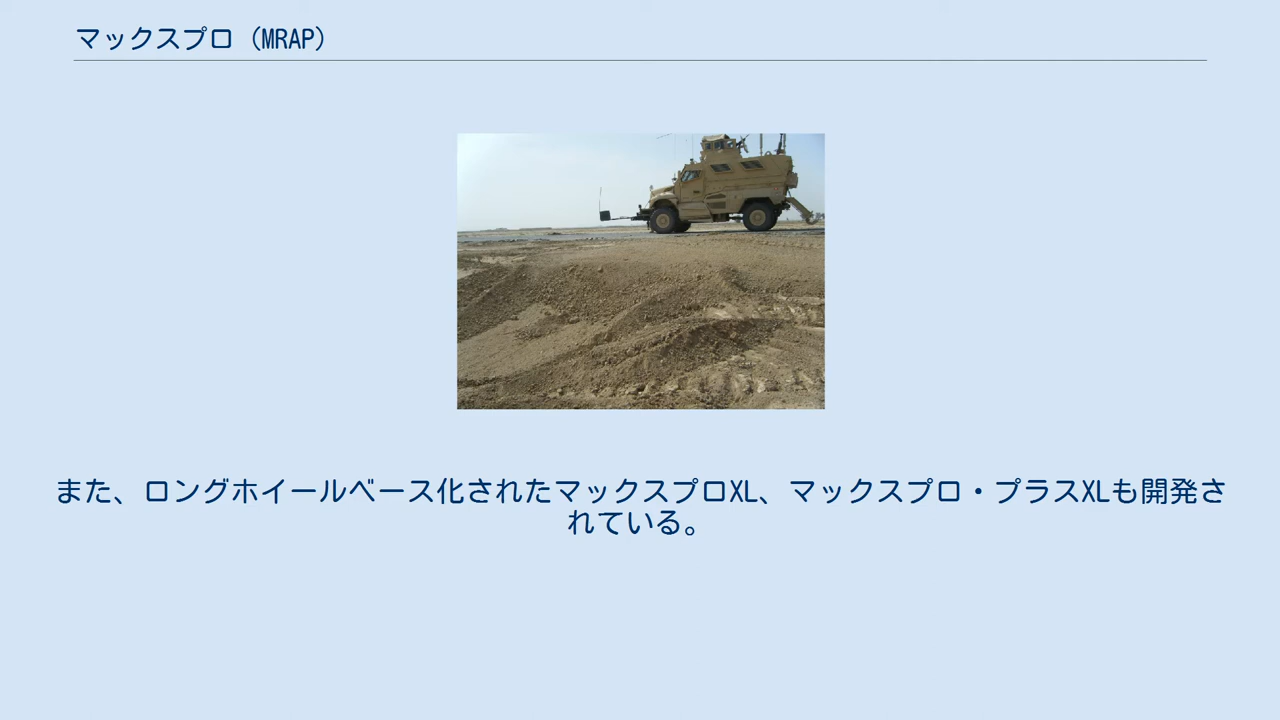 マックスプロ (MRAP)
また、ロングホイールベース化されたマックスプロXL、マックスプロ・プラスXLも開発さ
れている。